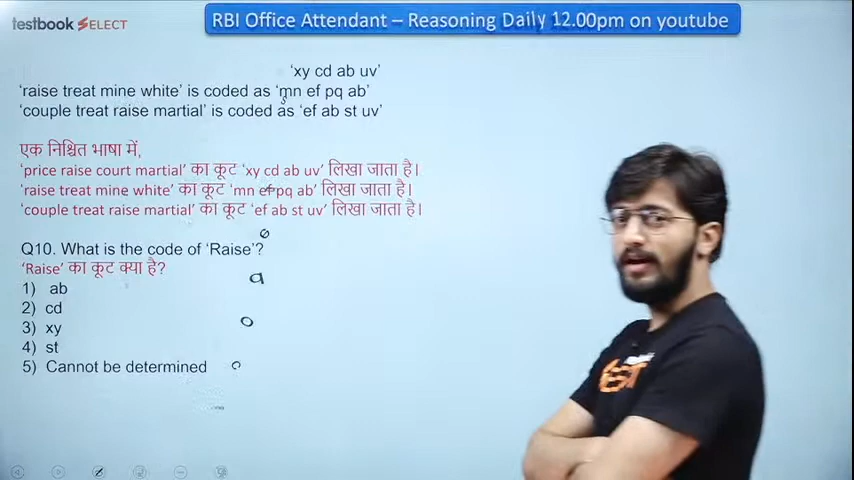 testbook SELECT
RBI Office Attendant – Reasoning Daily 12.00pm on youtube
'xy cd ab uv'
'raise treat mine white' is coded as 'mn ef pq ab'
'couple treat raise martial' is coded as 'ef ab st uv'
एक निश्चित भाषा में,
'price raise court martial' का कूट 'xy cd ab uv' लिखा जाता है।
'raise treat mine white' का कूट 'mn ef pq ab' लिखा जाता है।
'couple treat raise martial' का कूट 'ef ab st uv' लिखा जाता है।
Q10. What is the code of 'Raise'?
'Raise' का कूट क्या है?
1) ab
2) cd
3) xy
4) st
5) Cannot be determined